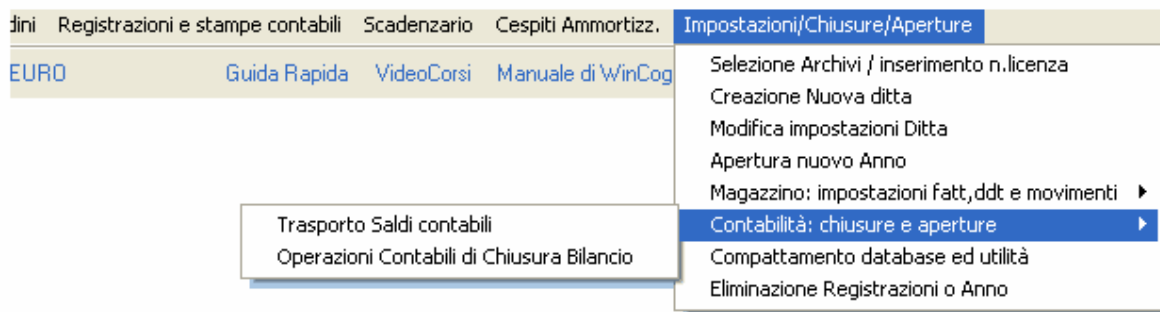 dini Registrazioni e stampe contabili Scadenzario Cespiti Ammortizz. Impostazioni/Chiusure/Aperture
EURO Guida Rapida VideoCorsi Manuale di WinCog
Selezione Archivi / inserimento n.licenza
Creazione Nuova ditta
Modifica impostazioni Ditta
Apertura nuovo Anno
Magazzino: impostazioni fatt,ddt e movimenti
Contabilità: chiusure e aperture
Compattamento database ed utilità
Eliminazione Registrazioni o Anno
Trasporto Saldi contabili
Operazioni Contabili di Chiusura Bilancio